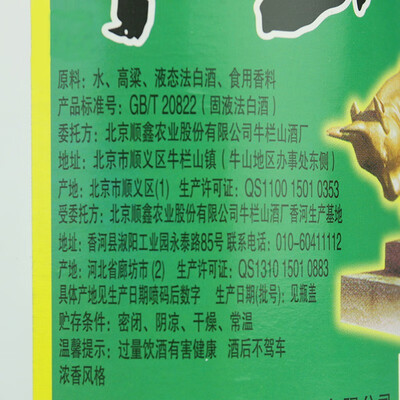 原料：水、高粱、液态法白酒、食用香料
产品标准号：GB/T 20822（固液法白酒）
委托方：北京顺鑫农业股份有限公司牛栏山酒厂
地址：北京市顺义区牛栏山镇（牛山地区办事处东侧）
产地：北京市顺义区(1) 生产许可证：QS1100 1501 0353
受委托方：北京顺鑫农业股份有限公司牛栏山酒厂香河生产基地
地址：香河县淑阳工业园永泰路85号 联系电话：010-60411112
产地：河北省廊坊市(2) 生产许可证：QS1310 1501 0883
具体产地见生产日期喷码后数字 生产日期(批号)：见瓶盖
贮存条件：密闭、阴凉、干燥、常温
温馨提示：过量饮酒有害健康 酒后不驾车
浓香风格